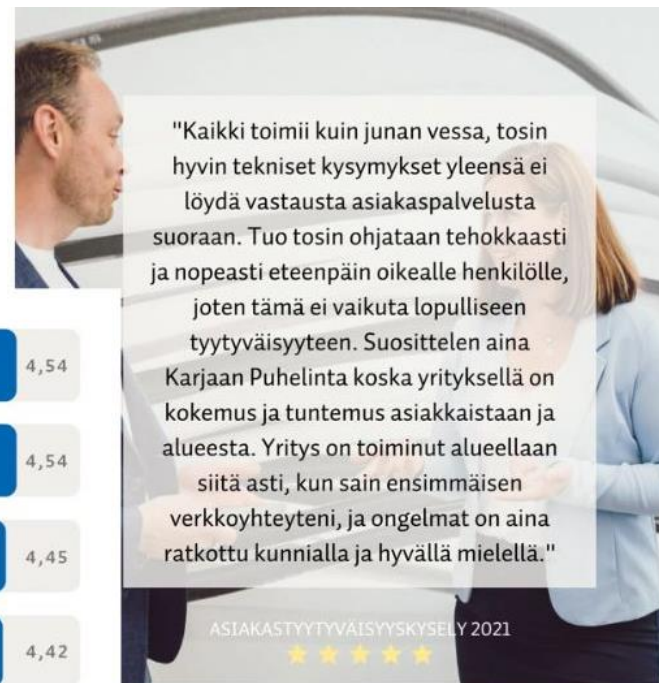 "Kaikki toimii kuin junan vessa, tosin
hyvin tekniset kysymykset yleensä ei
löydä vastausta asiakaspalvelusta
suoraan. Tuo tosin ohjataan tehokkaasti
ja nopeasti eteenpäin oikealle henkilölle,
joten tämä ei vaikuta lopulliseen
tyytyväisyyteen. Suosittelen aina
Karjaan Puhelinta koska yrityksellä on
kokemus ja tuntemus asiakkaistaan ja
alueesta. Yritys on toiminut alueellaan
siitä asti, kun sain ensimmäisen
verkkoyhteyteni, ja ongelmat on aina
ratkottu kunnialla ja hyvällä mielellä."
ASIAKASTYYTYVÄISYYSKYSELY 2021
4,54
4,54
4,45
4,42